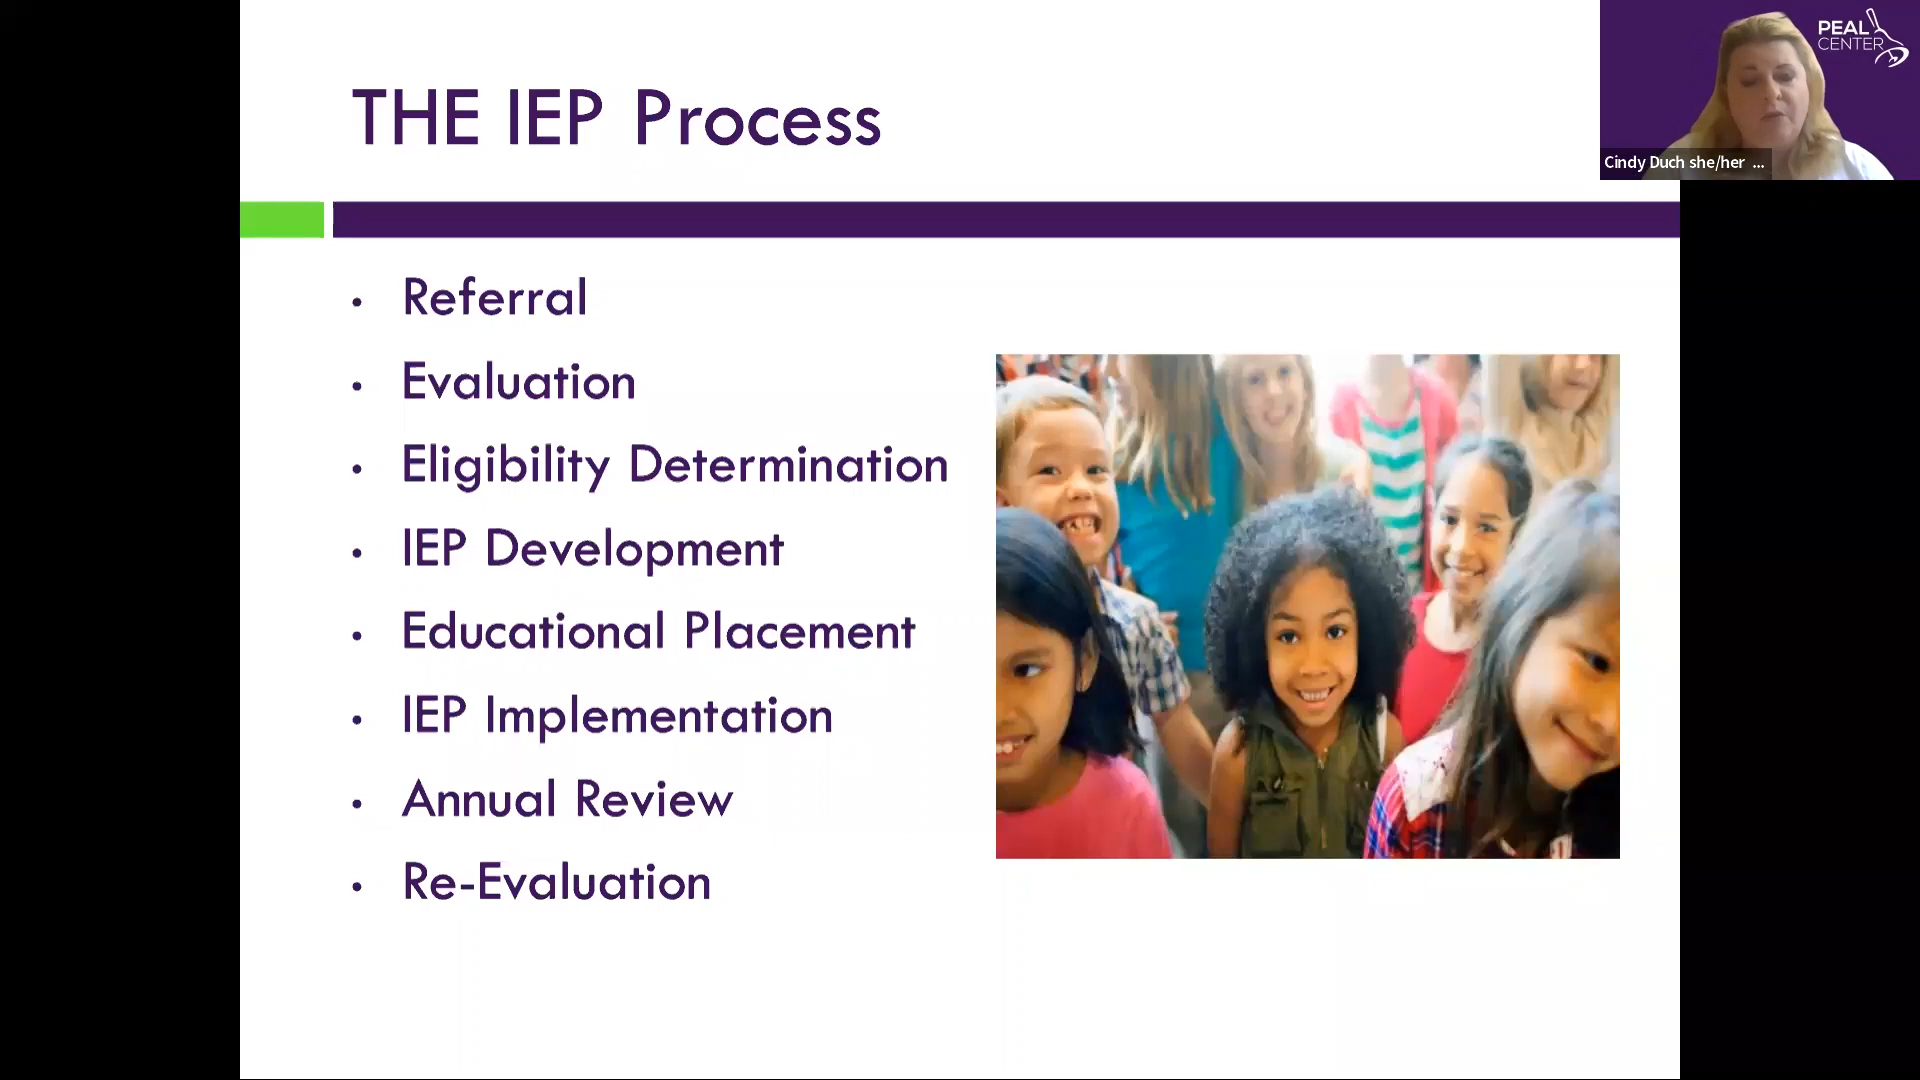 THE IEP Process
PEAL
CENTER
Cindy Duch she/her ...
• Referral
• Evaluation
• Eligibility Determination
• IEP Development
• Educational Placement
• IEP Implementation
• Annual Review
• Re-Evaluation